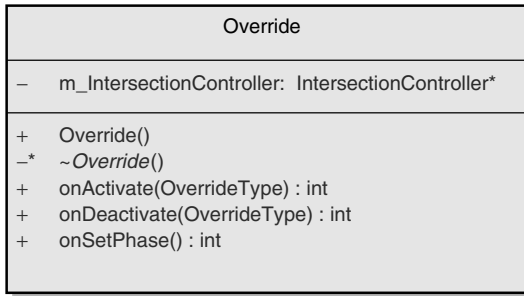 Override
– m_IntersectionController: IntersectionController*
+ Override()
–* ~Override()
+ onActivate(OverrideType) : int
+ onDeactivate(OverrideType) : int
+ onSetPhase() : int